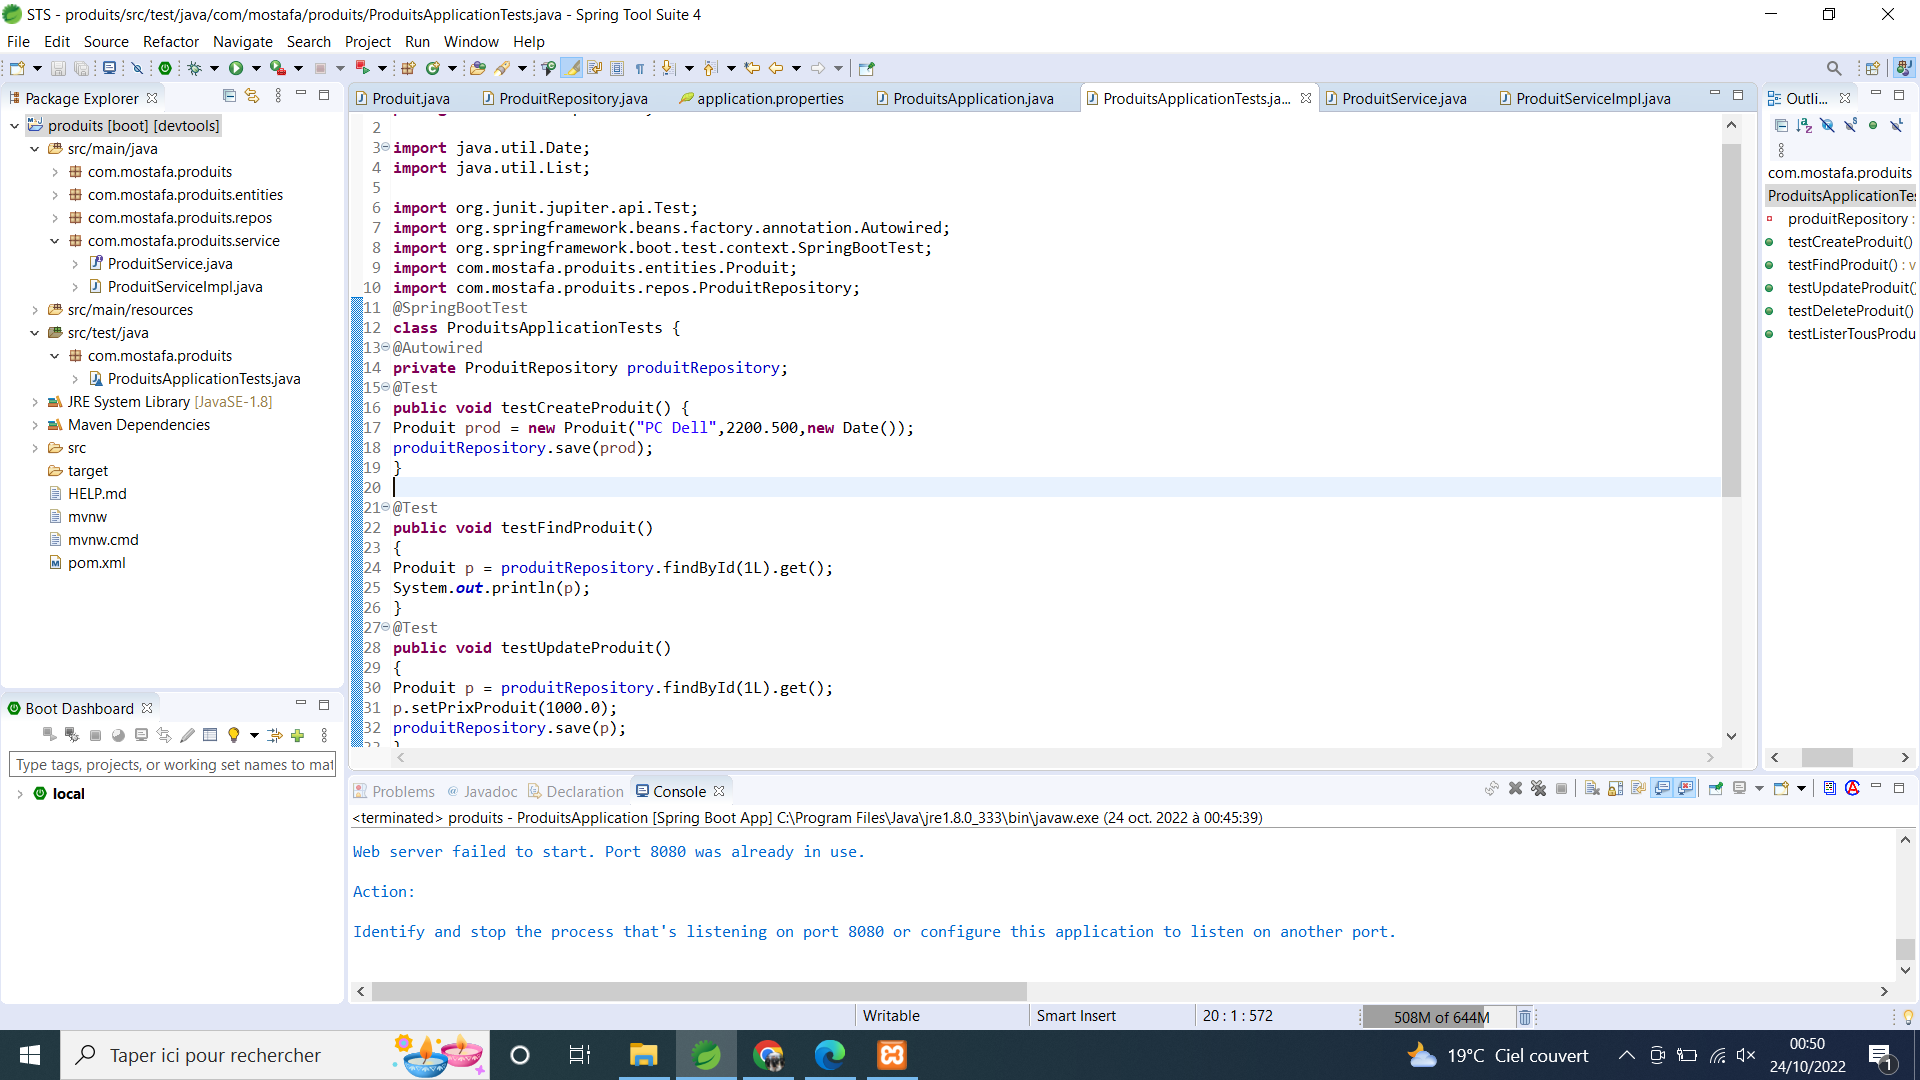 STS - produits/src/test/java/com/mostafa/produits/ProduitsApplicationTests.java - Spring Tool Suite 4
File Edit Source Refactor Navigate Search Project Run Window Help
Package Explorer
produits [boot] [devtools]
src/main/java
com.mostafa.produits
com.mostafa.produits.entities
com.mostafa.produits.repos
com.mostafa.produits.service
ProduitService.java
ProduitServiceImpl.java
src/main/resources
src/test/java
com.mostafa.produits
ProduitsApplicationTests.java
JRE System Library [JavaSE-1.8]
Maven Dependencies
src
target
HELP.md
mvnw
mvnw.cmd
pom.xml
Boot Dashboard
Type tags, projects, or working set names to mat
local
Produit.java ProduitRepository.java application.properties ProduitsApplication.java ProduitsApplicationTests.ja... ProduitService.java ProduitServiceImpl.java
2
3 import java.util.Date;
4 import java.util.List;
5
6 import org.junit.jupiter.api.Test;
7 import org.springframework.beans.factory.annotation.Autowired;
8 import org.springframework.boot.test.context.SpringBootTest;
9 import com.mostafa.produits.entities.Produit;
10 import com.mostafa.produits.repos.ProduitRepository;
11 @SpringBootTest
12 class ProduitsApplicationTests {
13 @Autowired
14 private ProduitRepository produitRepository;
15 @Test
16 public void testCreateProduit() {
17 Produit prod = new Produit("PC Dell",2200.500,new Date());
18 produitRepository.save(prod);
19 }
20
21 @Test
22 public void testFindProduit()
23 {
24 Produit p = produitRepository.findById(1L).get();
25 System.out.println(p);
26 }
27 @Test
28 public void testUpdateProduit()
29 {
30 Produit p = produitRepository.findById(1L).get();
31 p.setPrixProduit(1000.0);
32 produitRepository.save(p);
Outli...
com.mostafa.produits
ProduitsApplicationTes
produitRepository :
testCreateProduit()
testFindProduit() : v
testUpdateProduit()
testDeleteProduit()
testListerTousProdu
Problems Javadoc Declaration Console
<terminated> produits - ProduitsApplication [Spring Boot App] C:\Program Files\Java\jre1.8.0_333\bin\javaw.exe (24 oct. 2022 à 00:45:39)
Web server failed to start. Port 8080 was already in use.
Action:
Identify and stop the process that's listening on port 8080 or configure this application to listen on another port.
Writable Smart Insert 20 : 1 : 572 508M of 644M
Taper ici pour rechercher
19°C Ciel couvert
00:50
24/10/2022
1